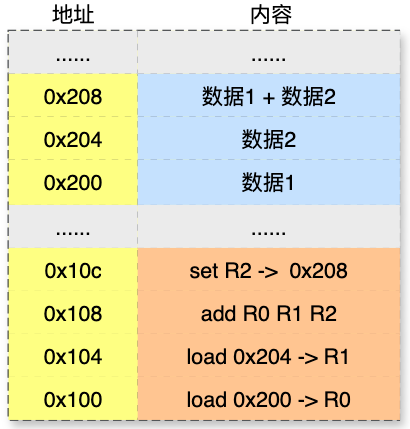 地址 内容
...... ......
0x208 数据1 + 数据2
0x204 数据2
0x200 数据1
...... ......
0x10c set R2 -> 0x208
0x108 add R0 R1 R2
0x104 load 0x204 -> R1
0x100 load 0x200 -> R0